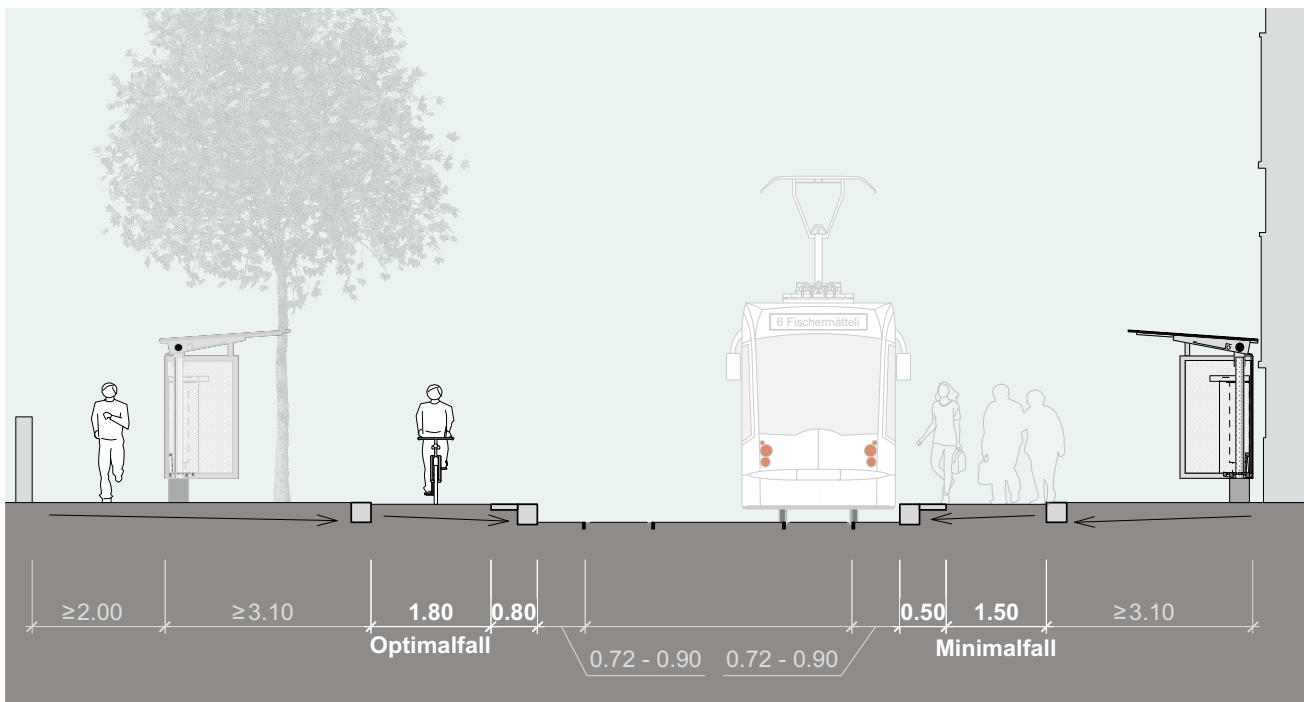 6 Fischermätteli
≥2.00 ≥3.10 1.80 0.80 0.50 1.50 ≥3.10
Optimalfall Minimalfall
0.72 - 0.90 0.72 - 0.90